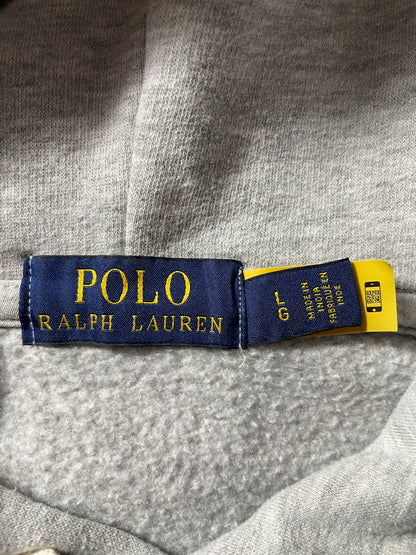 POLO
RALPH LAUREN
L
G
MADE IN
INDIA
FABRIQUÉ EN
INDE